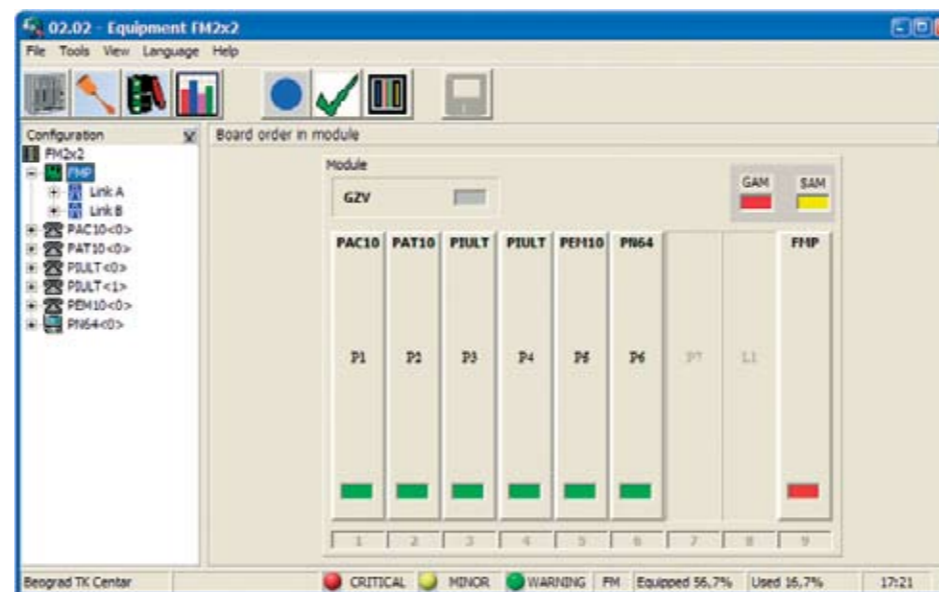 02.02 - Equipment FM2x2
File Tools View Language Help
Configuration
Board order in module
FM2x2
FMP
Link A
Link B
PAC10<0>
PAT10<0>
PIULT<0>
PIULT<1>
PEM10<0>
PN64<0>
Module
GZV
GAM SAM
PAC10 PAT10 PIULT PIULT PEM10 PN64 FMP
P1 P2 P3 P4 P5 P6 P7 L1
1 2 3 4 5 6 7 8 9
Beograd TK Centar CRITICAL MINOR WARNING FM Equipped 56,7% Used 16,7% 17:21